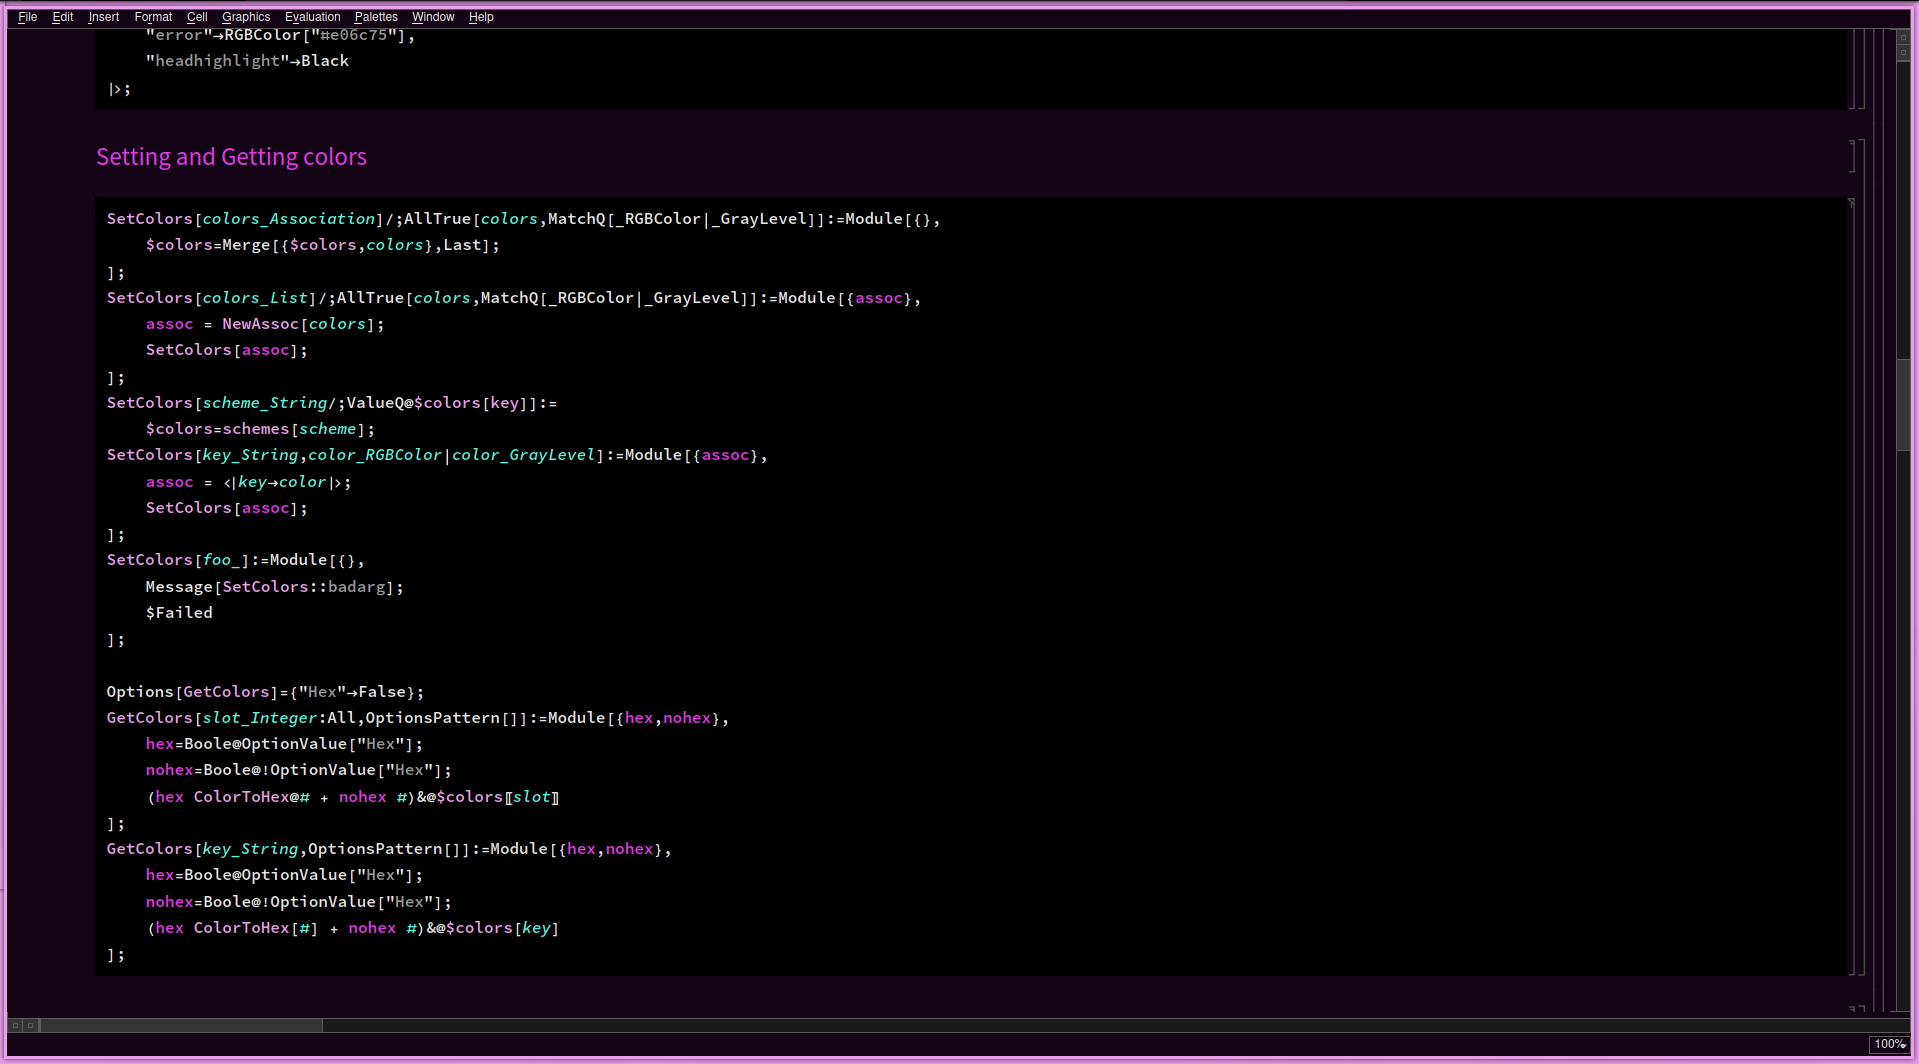 File Edit Insert Format Cell Graphics Evaluation Palettes Window Help
"error"→RGBColor["#e06c75"],
"headhighlight"→Black
|>;
Setting and Getting colors
SetColors[colors_Association]/;AllTrue[colors,MatchQ[_RGBColor|_GrayLevel]]:=Module[{},
$colors=Merge[{$colors,colors},Last];
];
SetColors[colors_List]/;AllTrue[colors,MatchQ[_RGBColor|_GrayLevel]]:=Module[{assoc},
assoc = NewAssoc[colors];
SetColors[assoc];
];
SetColors[scheme_String/;ValueQ@$colors[key]]:=
$colors=schemes[scheme];
SetColors[key_String,color_RGBColor|color_GrayLevel]:=Module[{assoc},
assoc = <|key→color|>;
SetColors[assoc];
];
SetColors[foo_]:=Module[{},
Message[SetColors::badarg];
$Failed
];
Options[GetColors]={"Hex"→False};
GetColors[slot_Integer:All,OptionsPattern[]]:=Module[{hex,nohex},
hex=Boole@OptionValue["Hex"];
nohex=Boole@!OptionValue["Hex"];
(hex ColorToHex@# + nohex #)&@$colors〚slot〛
];
GetColors[key_String,OptionsPattern[]]:=Module[{hex,nohex},
hex=Boole@OptionValue["Hex"];
nohex=Boole@!OptionValue["Hex"];
(hex ColorToHex[#] + nohex #)&@$colors[key]
];
100%